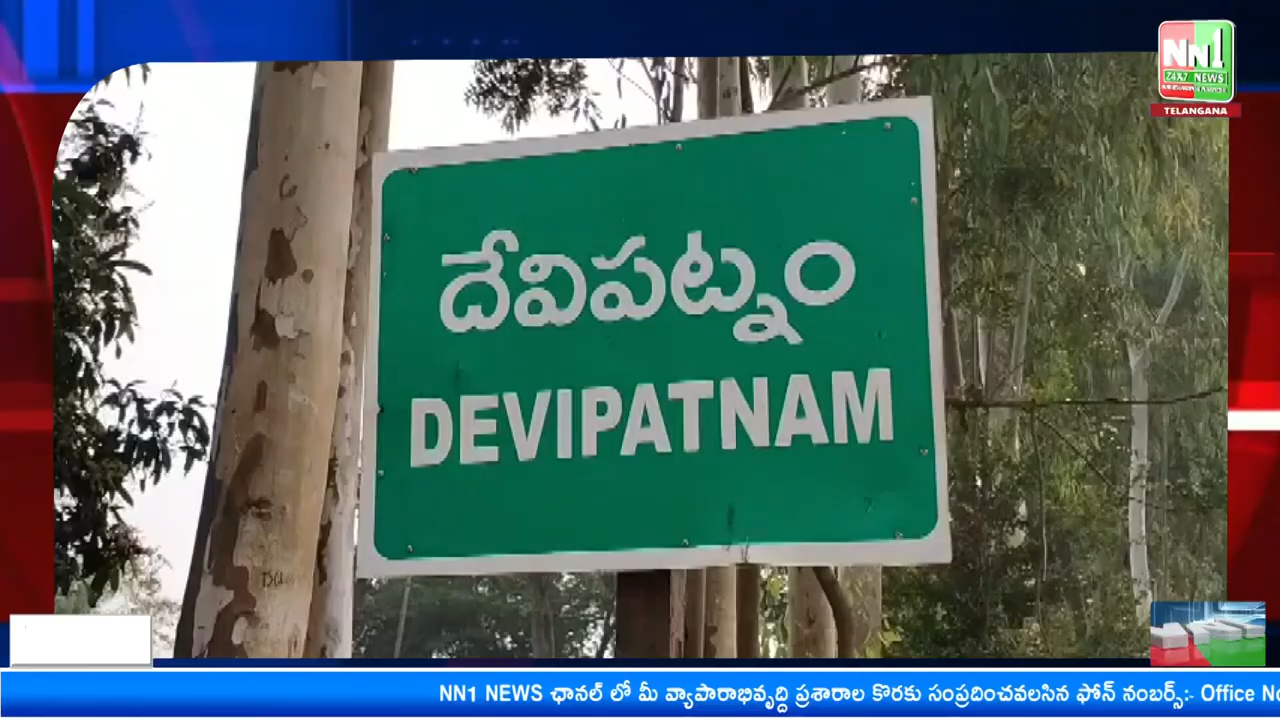 NN1
24X7 NEWS
TELANGANA
దేవిపట్నం
DEVIPATNAM
NN1 NEWS ఛానల్ లో మీ వ్యాపారాభివృద్ది ప్రశారాల కొరకు సంప్రదించవలసిన ఫోన్ నంబర్స్:- Office No